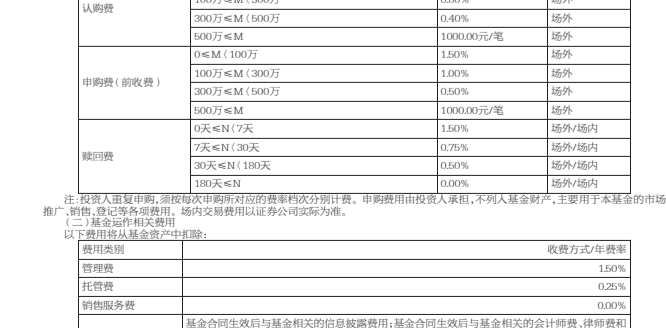 认购费
300万≤M〈500万 0.40% 场外
500万≤M 1000.00元/笔 场外
申购费(前收费)
0≤M〈100万 1.50% 场外
100万≤M〈300万 1.00% 场外
300万≤M〈500万 0.50% 场外
500万≤M 1000.00元/笔 场外
赎回费
0天≤N〈7天 1.50% 场外/场内
7天≤N〈30天 0.75% 场外/场内
30天≤N〈180天 0.50% 场外/场内
180天≤N 0.00% 场外/场内
注:投资人重复申购,须按每次申购所对应的费率档次分别计费。申购费用由投资人承担,不列入基金财产,主要用于本基金的市场
推广、销售、登记等各项费用。场内交易费用以证券公司实际为准。
(二)基金运作相关费用
以下费用将从基金资产中扣除:
费用类别 收费方式/年费率
管理费 1.50%
托管费 0.25%
销售服务费 0.00%
基金合同生效后与基金相关的信息披露费用;基金合同生效后与基金相关的会计师费、律师费和